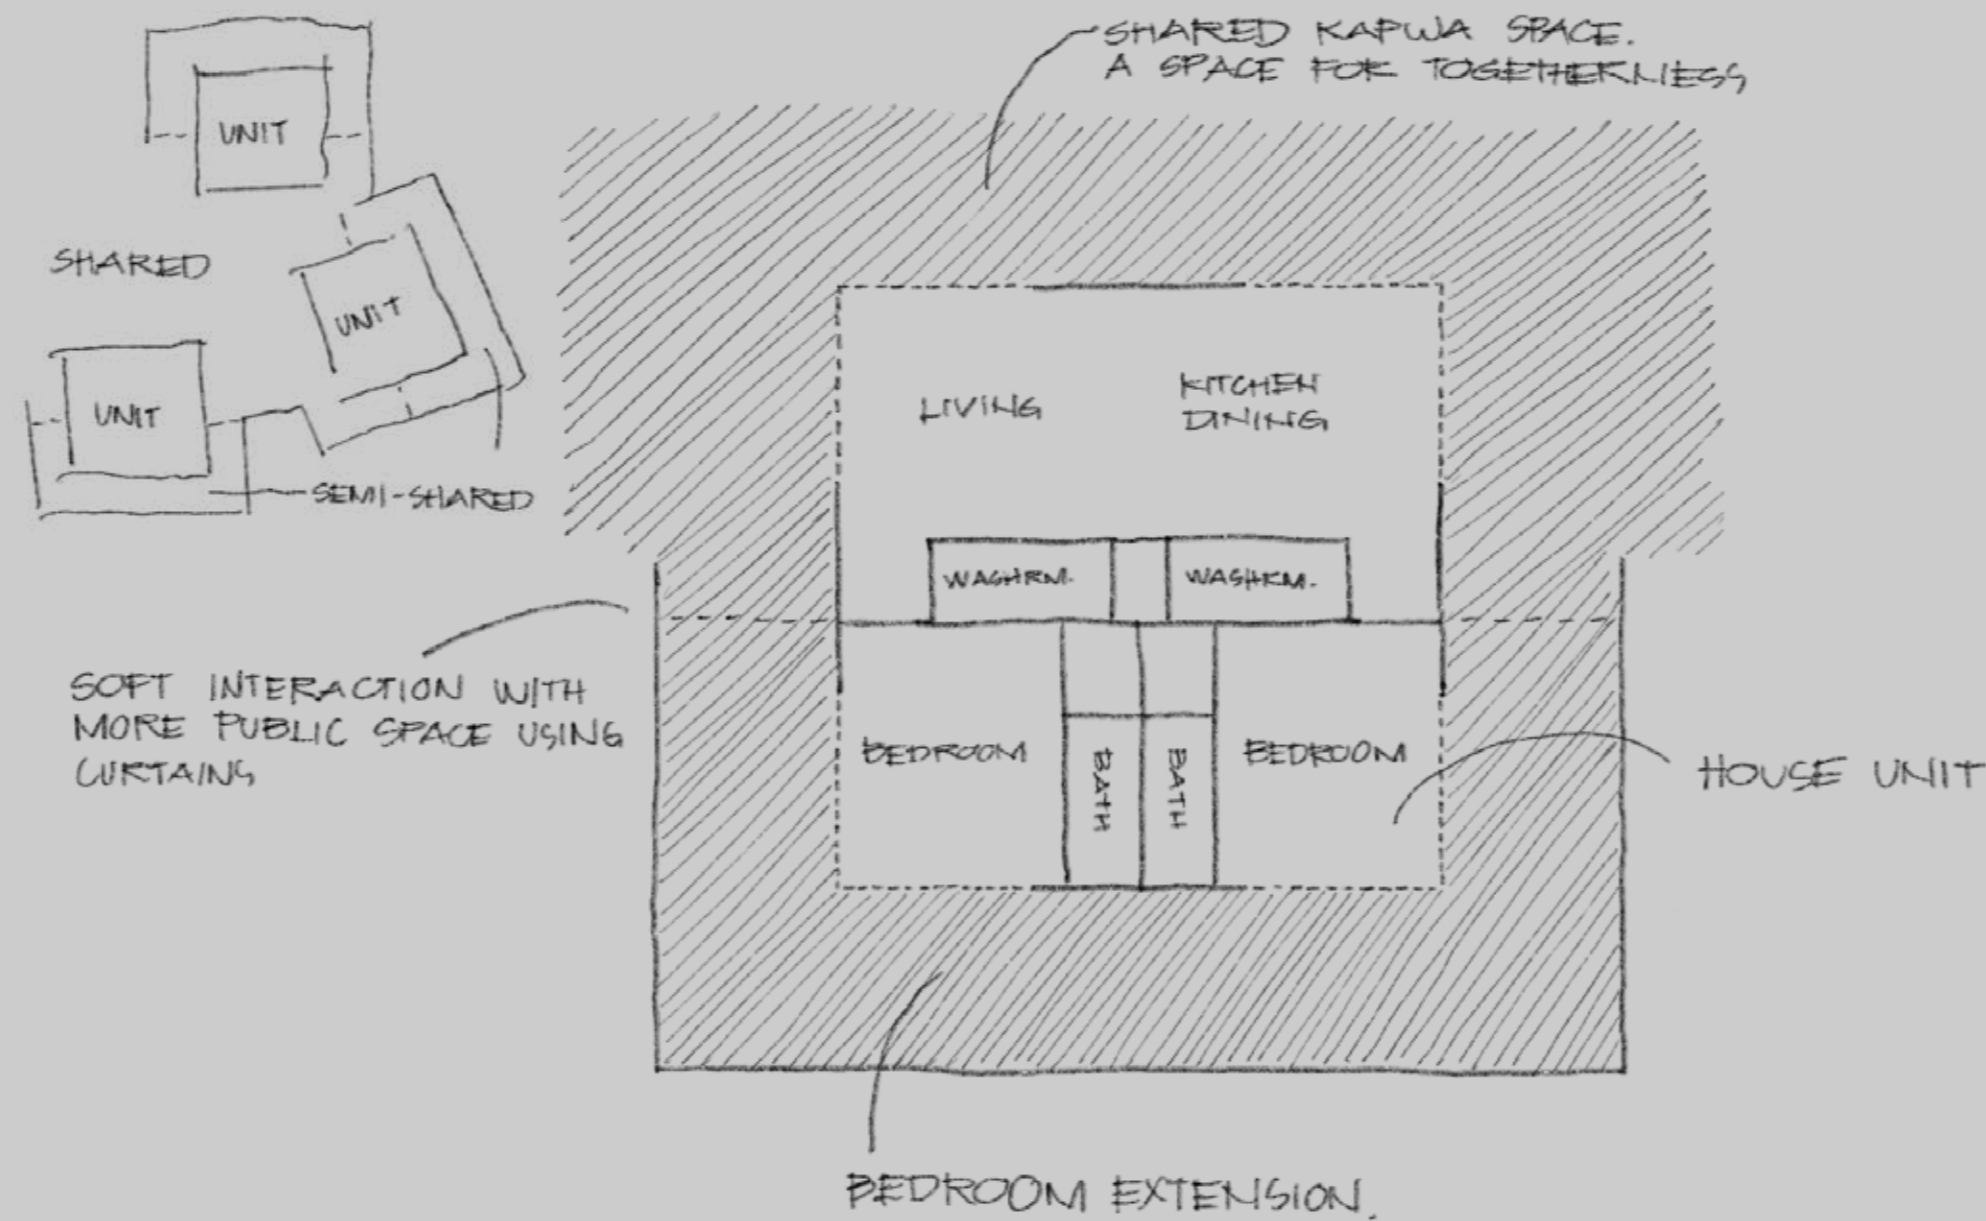 SHARED KAPWA SPACE.
A SPACE FOR TOGETHERNESS
UNIT
SHARED
UNIT
UNIT
SEMI-SHARED
LIVING
KITCHEN
DINING
WASHRM.
WASHRM.
SOFT INTERACTION WITH
MORE PUBLIC SPACE USING
CURTAINS
BEDROOM
BATH
BATH
BEDROOM
HOUSE UNIT
BEDROOM EXTENSION.